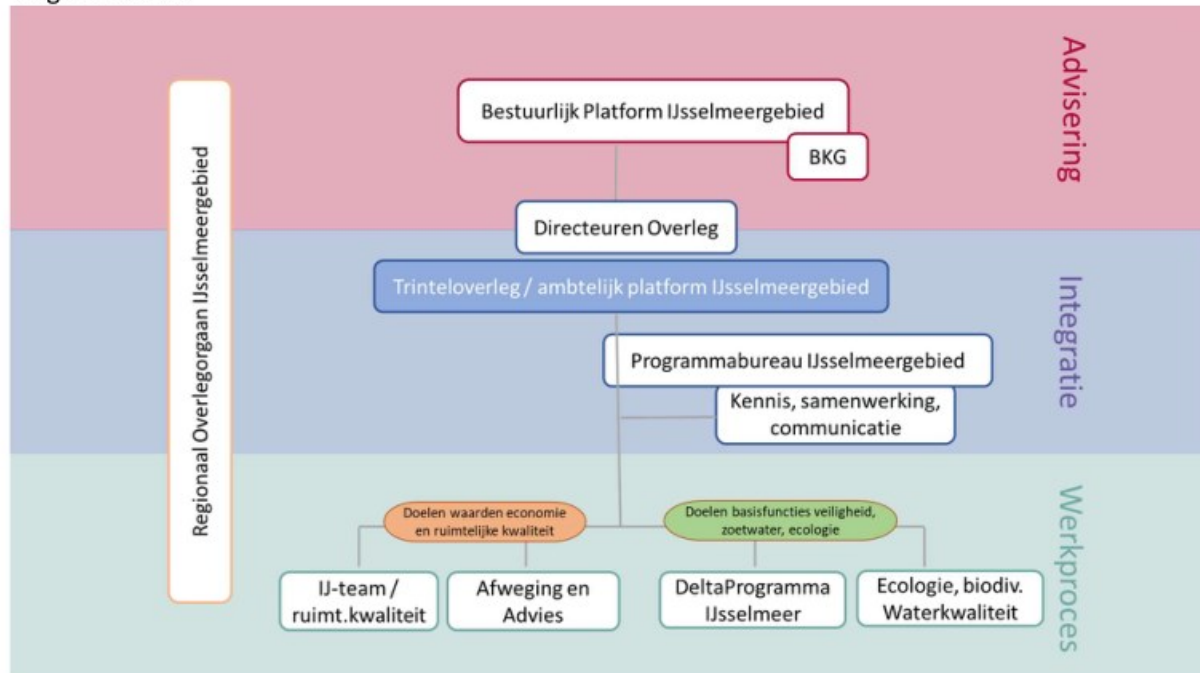 Advisering
Regionaal Overlegorgaan IJsselmeergebied
Bestuurlijk Platform IJsselmeergebied
BKG
Directeuren Overleg
Integratie
Trinteloverleg / ambtelijk platform IJsselmeergebied
Programmabureau IJsselmeergebied
Kennis, samenwerking,
communicatie
Werkproces
Doelen waarden economie
en ruimtelijke kwaliteit
Doelen basisfuncties veiligheid,
zoetwater, ecologie
IJ-team /
ruimt.kwaliteit
Afweging en
Advies
DeltaProgramma
IJsselmeer
Ecologie, biodiv.
Waterkwaliteit